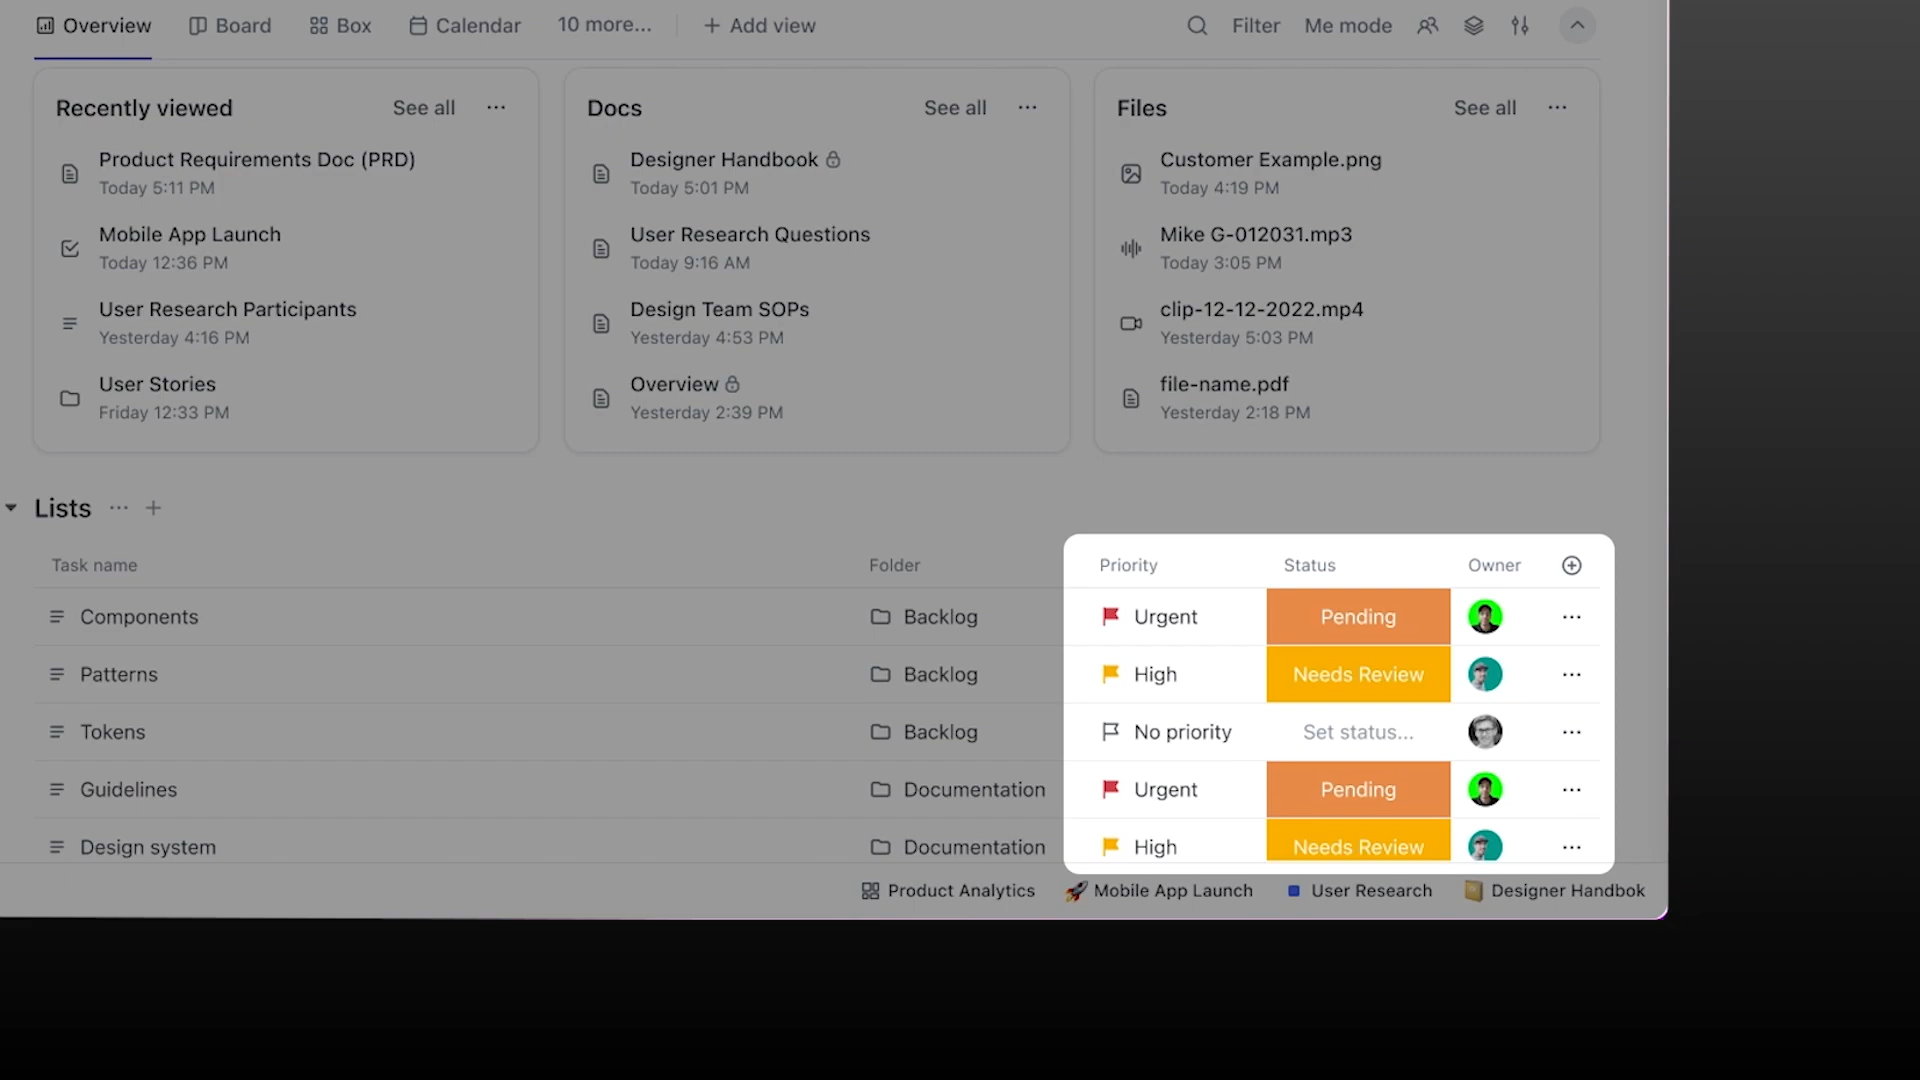 Overview Board Box Calendar 10 more... + Add view Filter Me mode
Recently viewed See all ...
Product Requirements Doc (PRD)
Today 5:11 PM
Mobile App Launch
Today 12:36 PM
User Research Participants
Yesterday 4:16 PM
User Stories
Friday 12:33 PM
Docs See all ...
Designer Handbook
Today 5:01 PM
User Research Questions
Today 9:16 AM
Design Team SOPs
Yesterday 4:53 PM
Overview
Yesterday 2:39 PM
Files See all ...
Customer Example.png
Today 4:19 PM
Mike G-012031.mp3
Today 3:05 PM
clip-12-12-2022.mp4
Yesterday 5:03 PM
file-name.pdf
Yesterday 2:18 PM
Lists ... +
Task name Folder Priority Status Owner
Components Backlog Urgent Pending ...
Patterns Backlog High Needs Review ...
Tokens Backlog No priority Set status... ...
Guidelines Documentation Urgent Pending ...
Design system Documentation High Needs Review ...
Product Analytics Mobile App Launch User Research Designer Handbok